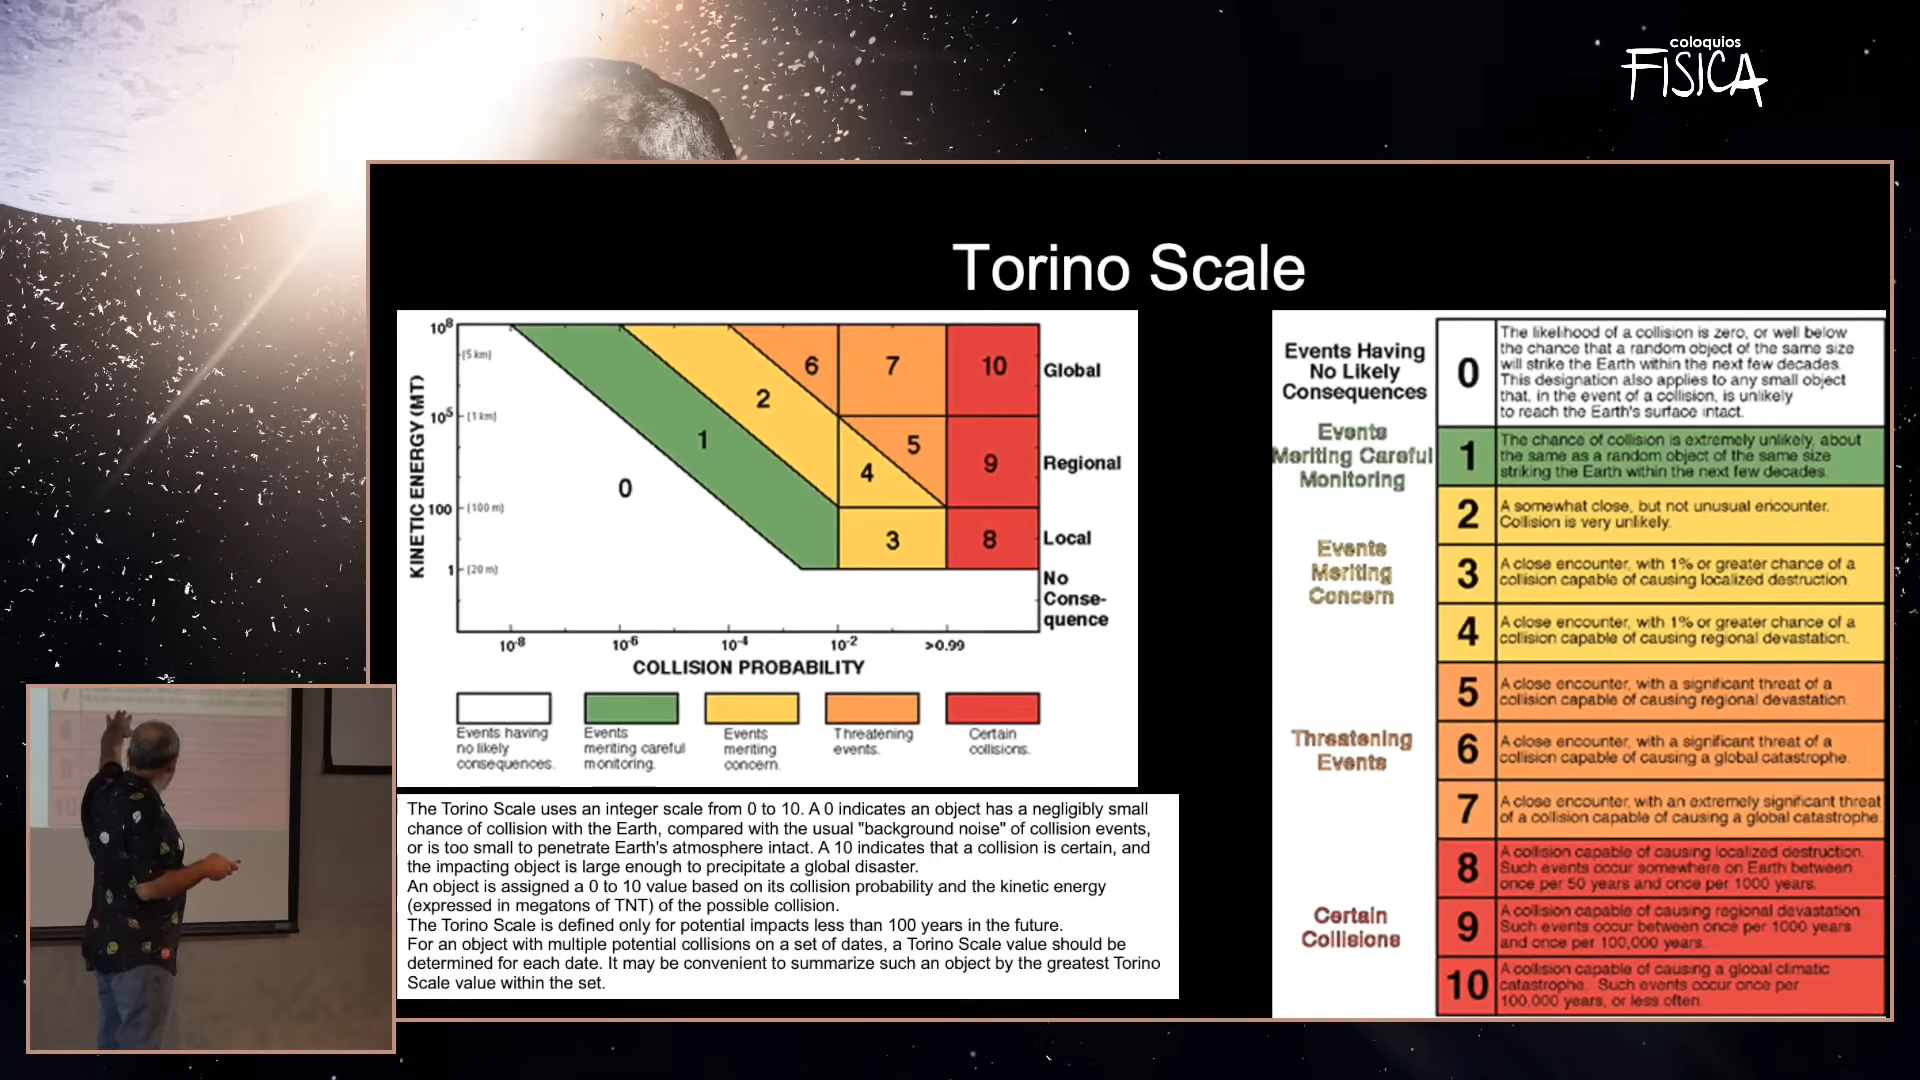 coloquios
FISICA
Torino Scale
KINETIC ENERGY (MT)
10⁸
(5 km)
10⁵
(1 km)
100
(100 m)
1
(20 m)
0
1
2
6
7
10
5
4
9
3
8
Global
Regional
Local
No
Conse-
quence
10⁻⁸
10⁻⁶
10⁻⁴
10⁻²
>0.99
COLLISION PROBABILITY
Events having
no likely
consequences.
Events
meriting careful
monitoring.
Events
meriting
concern.
Threatening
events.
Certain
collisions.
The Torino Scale uses an integer scale from 0 to 10. A 0 indicates an object has a negligibly small
chance of collision with the Earth, compared with the usual "background noise" of collision events,
or is too small to penetrate Earth's atmosphere intact. A 10 indicates that a collision is certain, and
the impacting object is large enough to precipitate a global disaster.
An object is assigned a 0 to 10 value based on its collision probability and the kinetic energy
(expressed in megatons of TNT) of the possible collision.
The Torino Scale is defined only for potential impacts less than 100 years in the future.
For an object with multiple potential collisions on a set of dates, a Torino Scale value should be
determined for each date. It may be convenient to summarize such an object by the greatest Torino
Scale value within the set.
Events Having
No Likely
Consequences
0
The likelihood of a collision is zero, or well below
the chance that a random object of the same size
will strike the Earth within the next few decades.
This designation also applies to any small object
that, in the event of a collision, is unlikely
to reach the Earth's surface intact.
Events
Meriting Careful
Monitoring
1
The chance of collision is extremely unlikely, about
the same as a random object of the same size
striking the Earth within the next few decades.
Events
Meriting
Concern
2
A somewhat close, but not unusual encounter.
Collision is very unlikely.
3
A close encounter, with 1% or greater chance of a
collision capable of causing localized destruction.
4
A close encounter, with 1% or greater chance of a
collision capable of causing regional devastation.
Threatening
Events
5
A close encounter, with a significant threat of a
collision capable of causing regional devastation.
6
A close encounter, with a significant threat of a
collision capable of causing a global catastrophe.
7
A close encounter, with an extremely significant threat
of a collision capable of causing a global catastrophe.
Certain
Collisions
8
A collision capable of causing localized destruction.
Such events occur somewhere on Earth between
once per 50 years and once per 1000 years.
9
A collision capable of causing regional devastation.
Such events occur between once per 1000 years
and once per 100,000 years.
10
A collision capable of causing a global climatic
catastrophe. Such events occur once per
100,000 years, or less often.